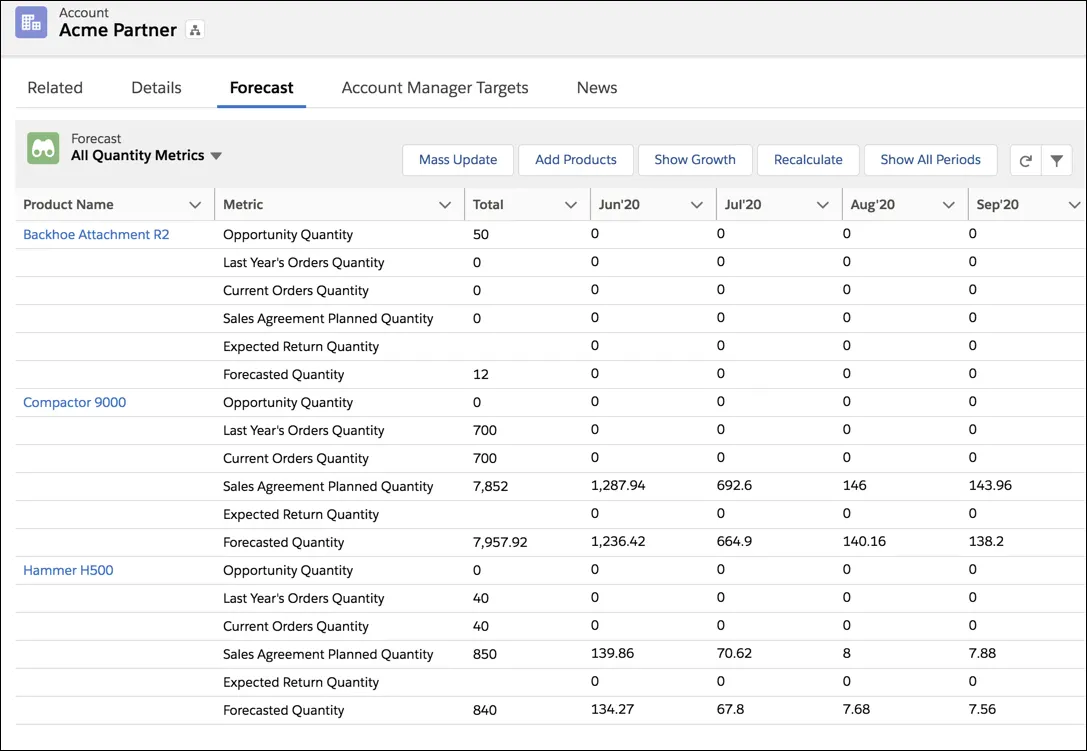 Account
Acme Partner
Related Details Forecast Account Manager Targets News
Forecast
All Quantity Metrics
Mass Update Add Products Show Growth Recalculate Show All Periods
Product Name Metric Total Jun'20 Jul'20 Aug'20 Sep'20
Backhoe Attachment R2 Opportunity Quantity 50 0 0 0 0
Last Year's Orders Quantity 0 0 0 0 0
Current Orders Quantity 0 0 0 0 0
Sales Agreement Planned Quantity 0 0 0 0 0
Expected Return Quantity 0 0 0 0
Forecasted Quantity 12 0 0 0 0
Compactor 9000 Opportunity Quantity 0 0 0 0 0
Last Year's Orders Quantity 700 0 0 0 0
Current Orders Quantity 700 0 0 0 0
Sales Agreement Planned Quantity 7,852 1,287.94 692.6 146 143.96
Expected Return Quantity 0 0 0 0
Forecasted Quantity 7,957.92 1,236.42 664.9 140.16 138.2
Hammer H500 Opportunity Quantity 0 0 0 0 0
Last Year's Orders Quantity 40 0 0 0 0
Current Orders Quantity 40 0 0 0 0
Sales Agreement Planned Quantity 850 139.86 70.62 8 7.88
Expected Return Quantity 0 0 0 0
Forecasted Quantity 840 134.27 67.8 7.68 7.56